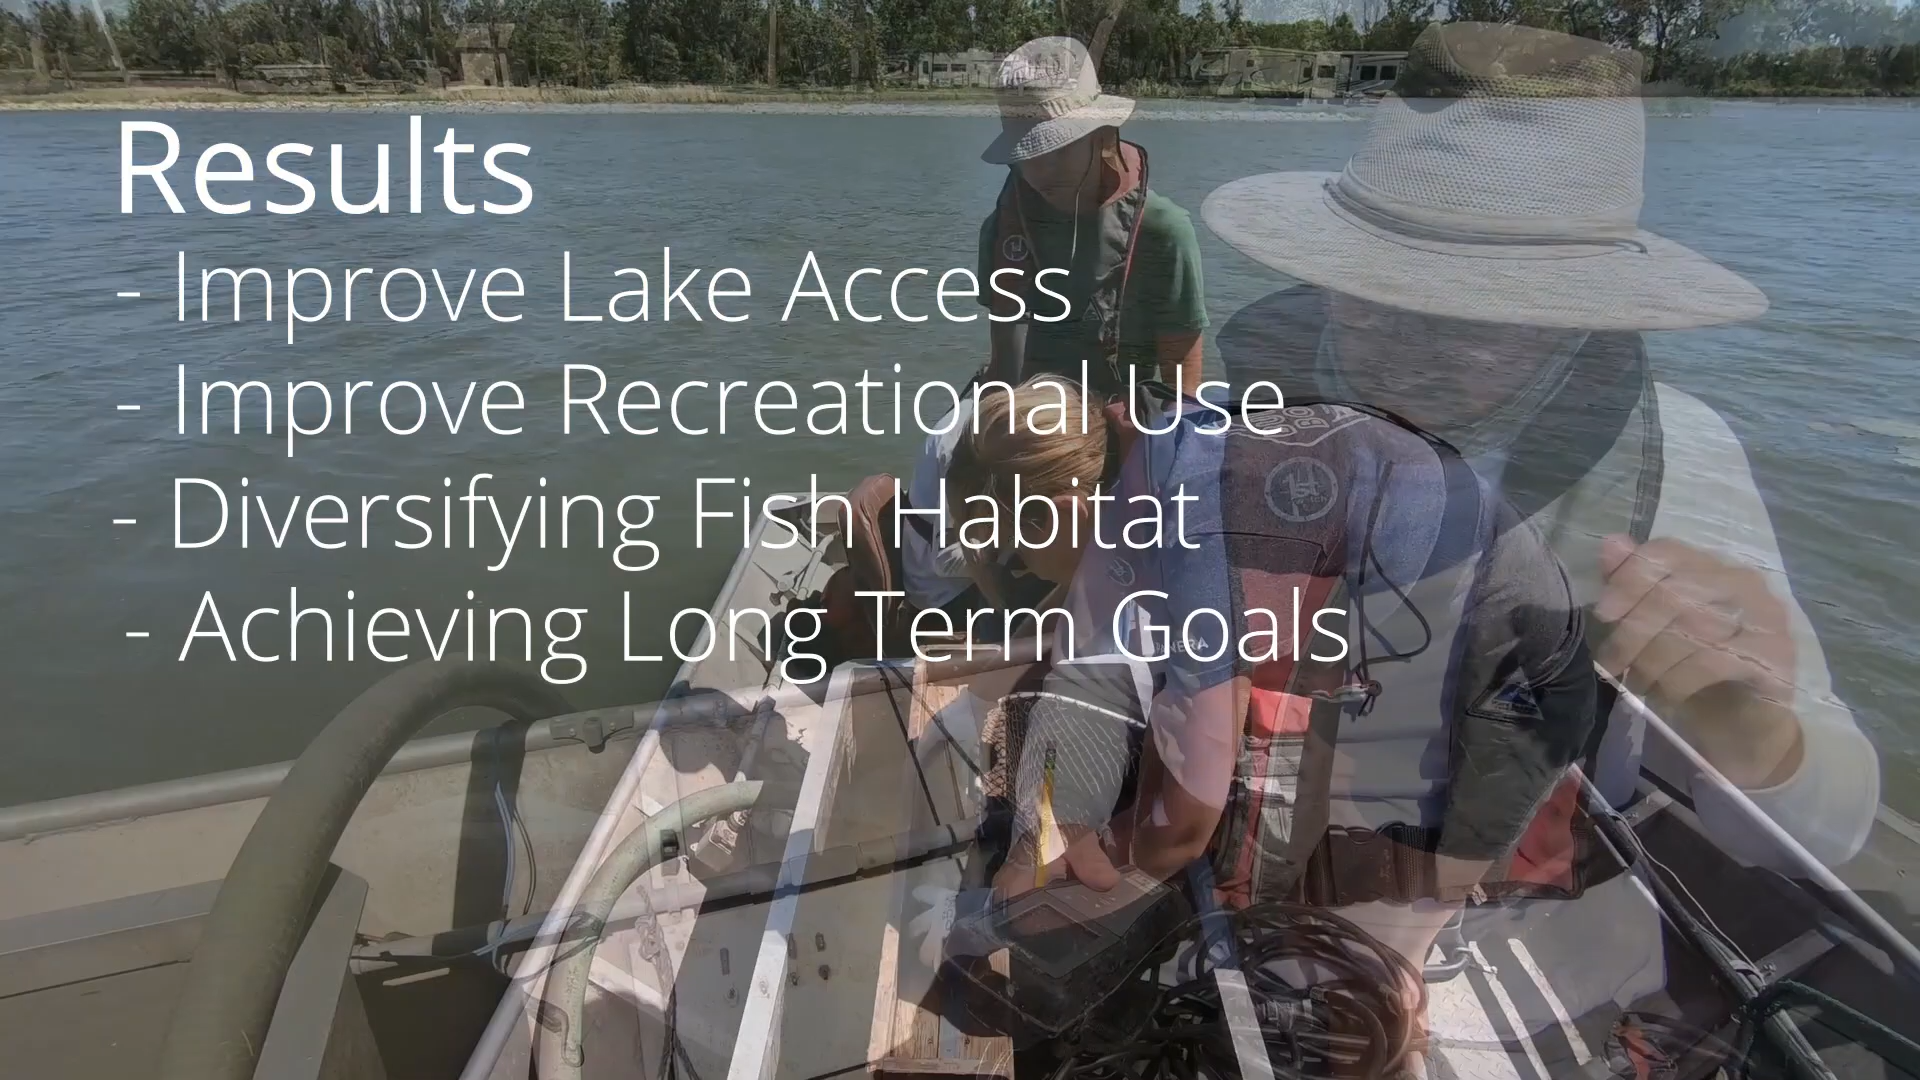 Results
- Improve Lake Access
- Improve Recreational Use
- Diversifying Fish Habitat
- Achieving Long Term Goals